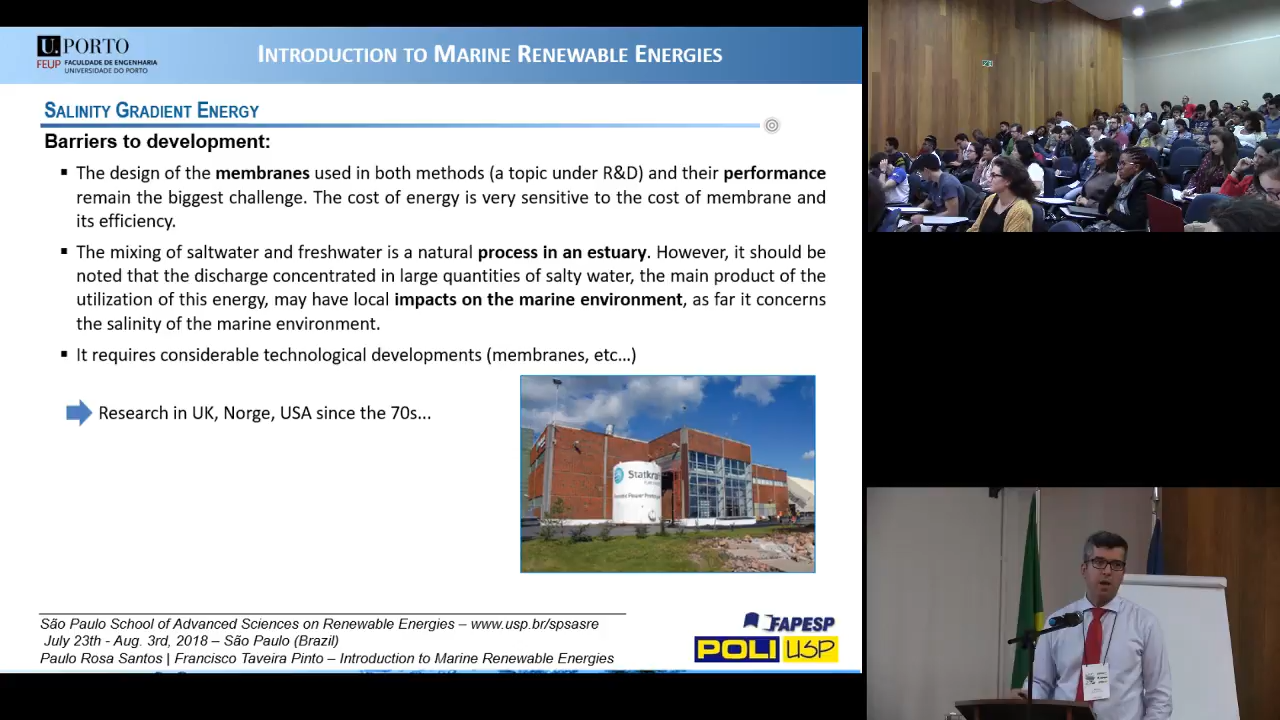 U.PORTO
FEUP FACULDADE DE ENGENHARIA
UNIVERSIDADE DO PORTO
INTRODUCTION TO MARINE RENEWABLE ENERGIES
SALINITY GRADIENT ENERGY
Barriers to development:
▪ The design of the membranes used in both methods (a topic under R&D) and their performance
remain the biggest challenge. The cost of energy is very sensitive to the cost of membrane and
its efficiency.
▪ The mixing of saltwater and freshwater is a natural process in an estuary. However, it should be
noted that the discharge concentrated in large quantities of salty water, the main product of the
utilization of this energy, may have local impacts on the marine environment, as far it concerns
the salinity of the marine environment.
▪ It requires considerable technological developments (membranes, etc...)
Research in UK, Norge, USA since the 70s...
São Paulo School of Advanced Sciences on Renewable Energies – www.usp.br/spsasre
July 23th - Aug. 3rd, 2018 – São Paulo (Brazil)
Paulo Rosa Santos | Francisco Taveira Pinto – Introduction to Marine Renewable Energies
FAPESP
POLI USP